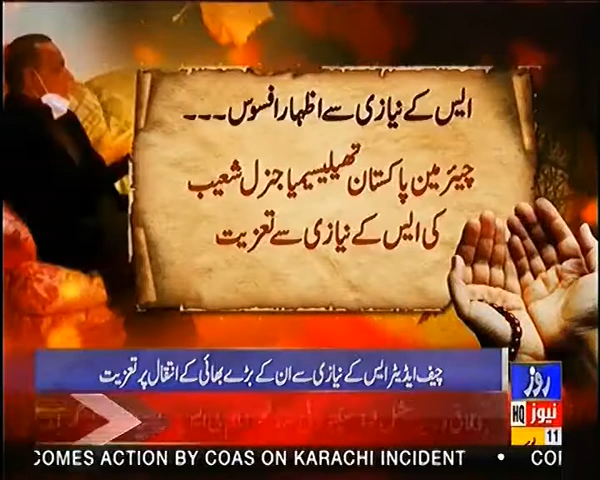 ایس کے نیازی سے اظہار افسوس ۔۔۔
چیئرمین پاکستان تھیلیسیمیا جنرل شعیب
کی ایس کے نیازی سے تعزیت
چیف ایڈیٹر ایس کے نیازی سے ان کے بڑے بھائی کے انتقال پر تعزیت
روز
HQ نیوز
11
COMES ACTION BY COAS ON KARACHI INCIDENT • COI